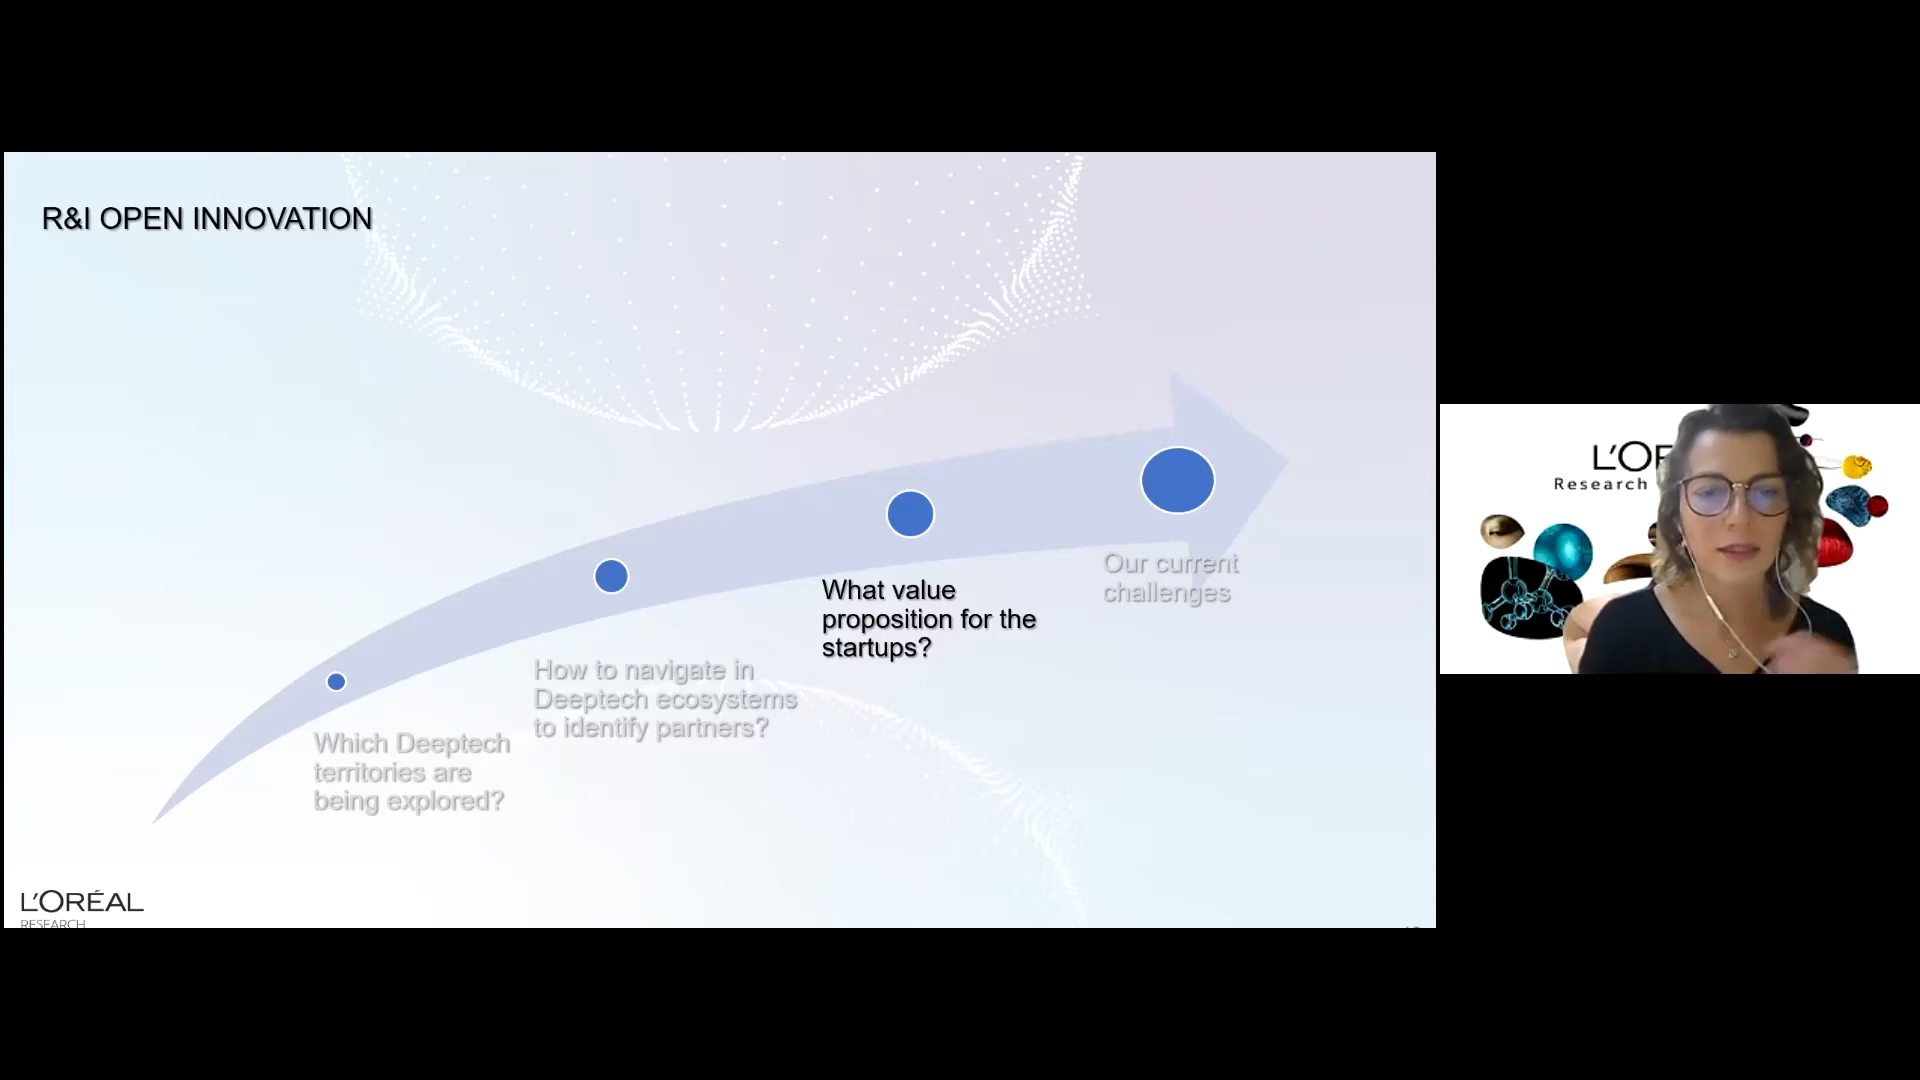 R&I OPEN INNOVATION
Which Deeptech
territories are
being explored?
How to navigate in
Deeptech ecosystems
to identify partners?
What value
proposition for the
startups?
Our current
challenges
L'ORÉAL
RESEARCH
Research